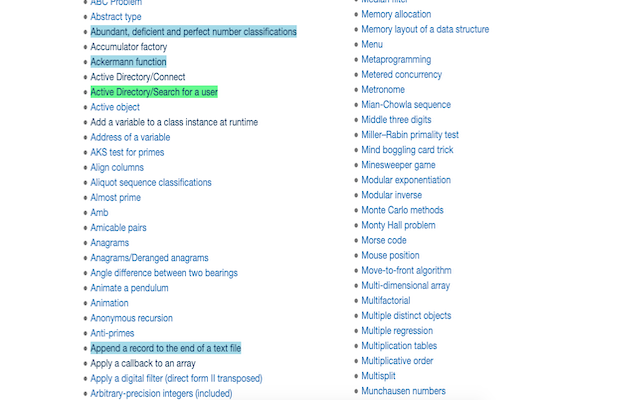 ABC Problem
Abstract type
Abundant, deficient and perfect number classifications
Accumulator factory
Ackermann function
Active Directory/Connect
Active Directory/Search for a user
Active object
Add a variable to a class instance at runtime
Address of a variable
AKS test for primes
Align columns
Aliquot sequence classifications
Almost prime
Amb
Amicable pairs
Anagrams
Anagrams/Deranged anagrams
Angle difference between two bearings
Animate a pendulum
Animation
Anonymous recursion
Anti-primes
Append a record to the end of a text file
Apply a callback to an array
Apply a digital filter (direct form II transposed)
Arbitrary-precision integers (included)
Median filter
Memory allocation
Memory layout of a data structure
Menu
Metaprogramming
Metered concurrency
Metronome
Mian-Chowla sequence
Middle three digits
Miller–Rabin primality test
Mind boggling card trick
Minesweeper game
Modular exponentiation
Modular inverse
Monte Carlo methods
Monty Hall problem
Morse code
Mouse position
Move-to-front algorithm
Multi-dimensional array
Multifactorial
Multiple distinct objects
Multiple regression
Multiplication tables
Multiplicative order
Multisplit
Munchausen numbers